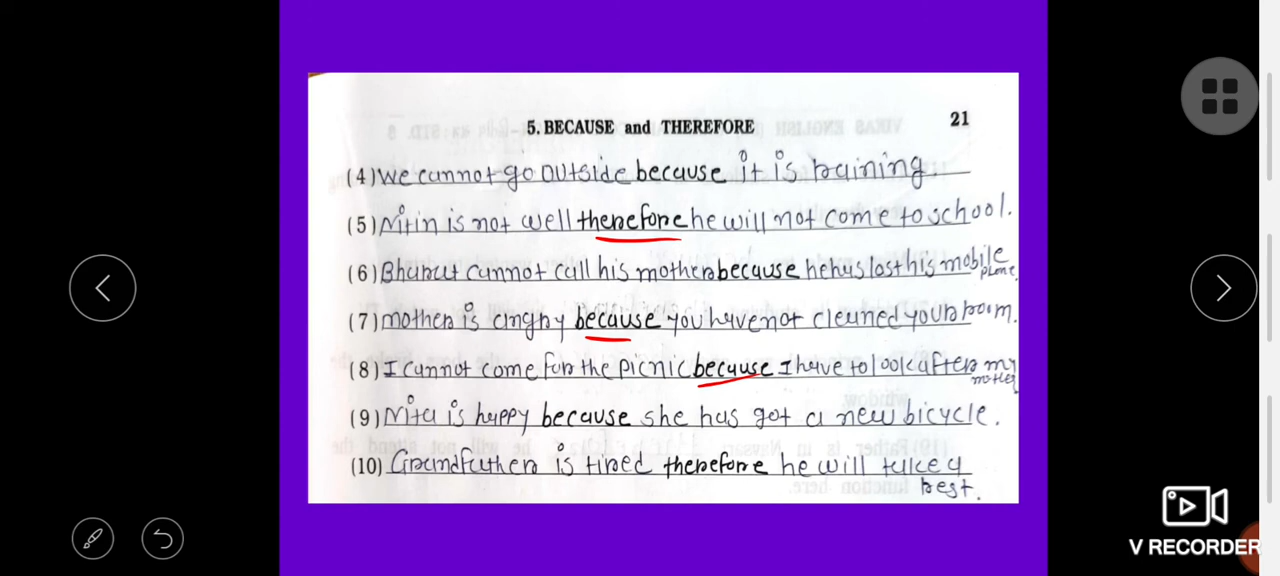 5. BECAUSE and THEREFORE 21
(4) We cannot go outside because it is raining.
(5) Nitin is not well therefore he will not come to school.
(6) Bharat cannot call his mother because he has lost his mobile phone.
(7) mother is angry because you have not cleaned your room.
(8) I cannot come for the picnic because I have to look after my mother
(9) Nita is happy because she has got a new bicycle.
(10) Grandfather is tired therefore he will take a
rest.
V RECORDER